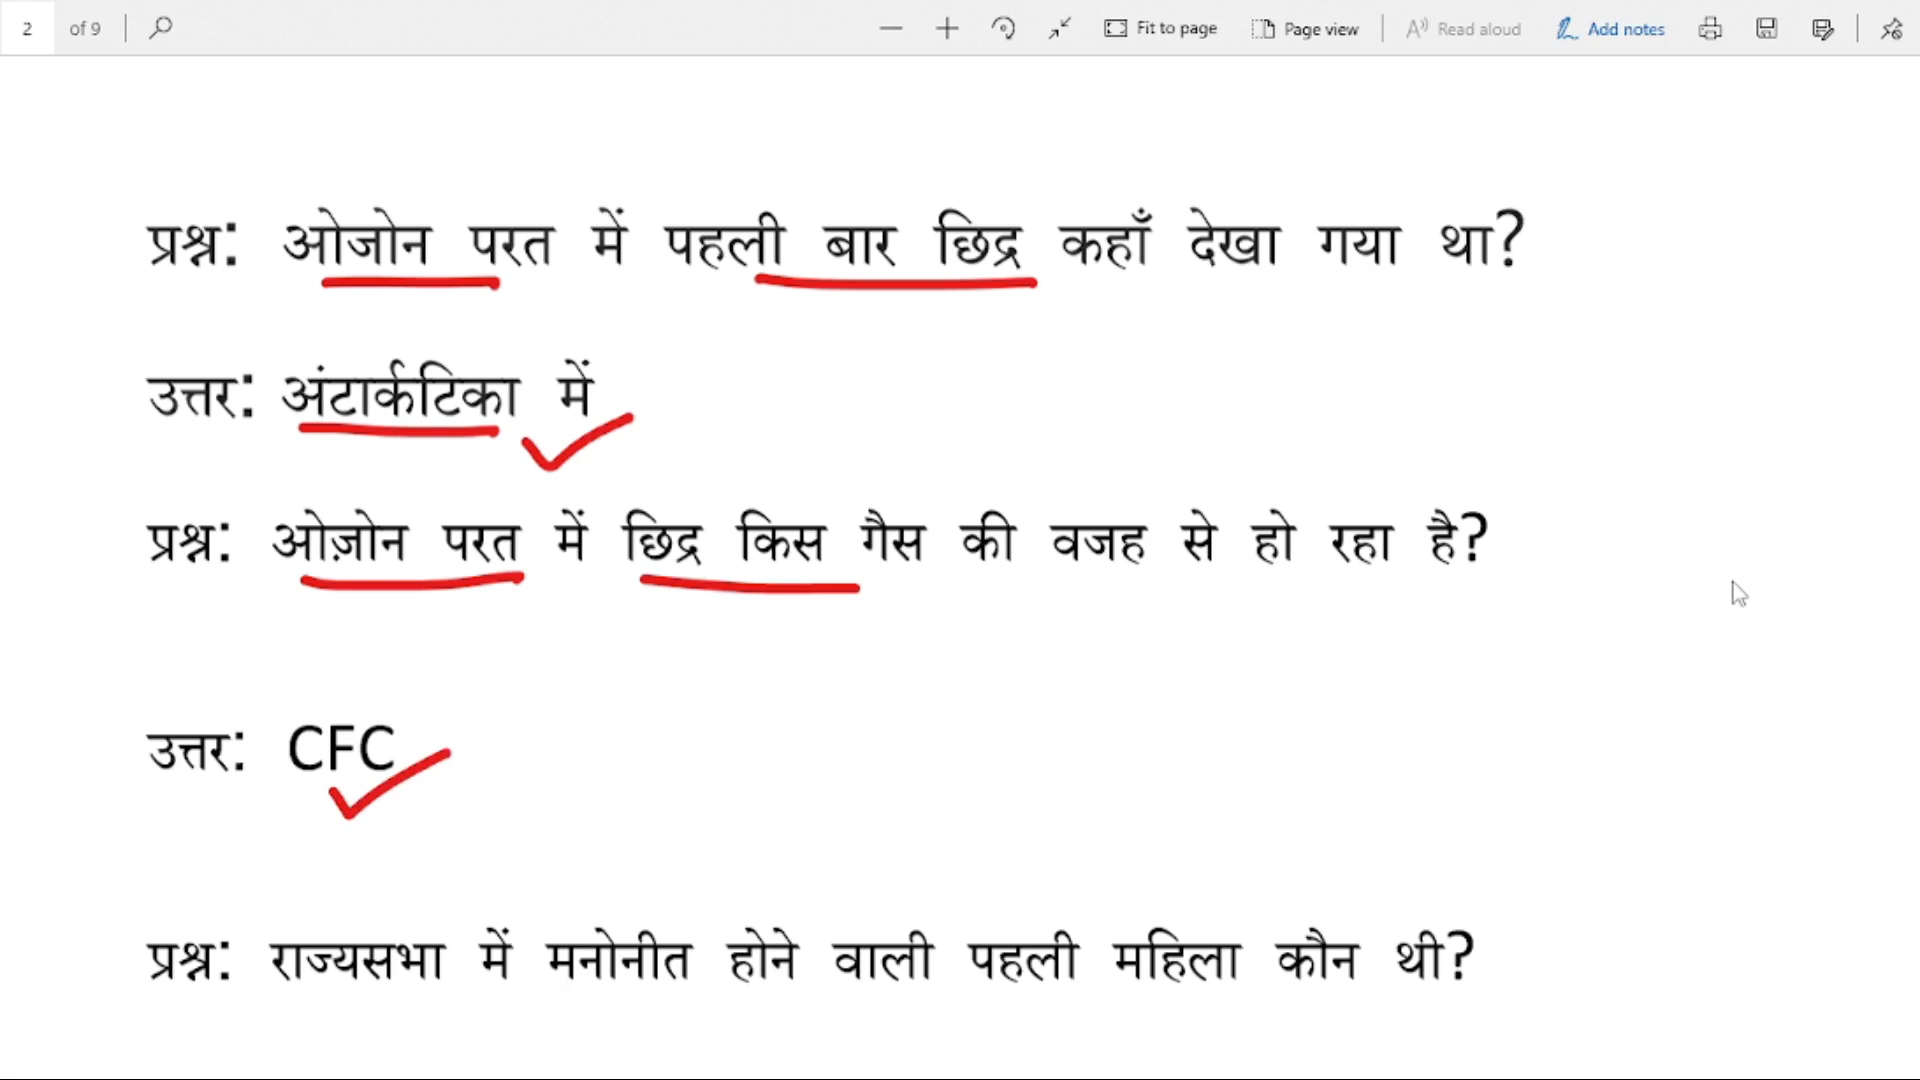 2 of 9 Fit to page Page view Read aloud Add notes
प्रश्न: ओजोन परत में पहली बार छिद्र कहाँ देखा गया था?
उत्तर: अंटार्कटिका में
प्रश्न: ओज़ोन परत में छिद्र किस गैस की वजह से हो रहा है?
उत्तर: CFC
प्रश्न: राज्यसभा में मनोनीत होने वाली पहली महिला कौन थी?